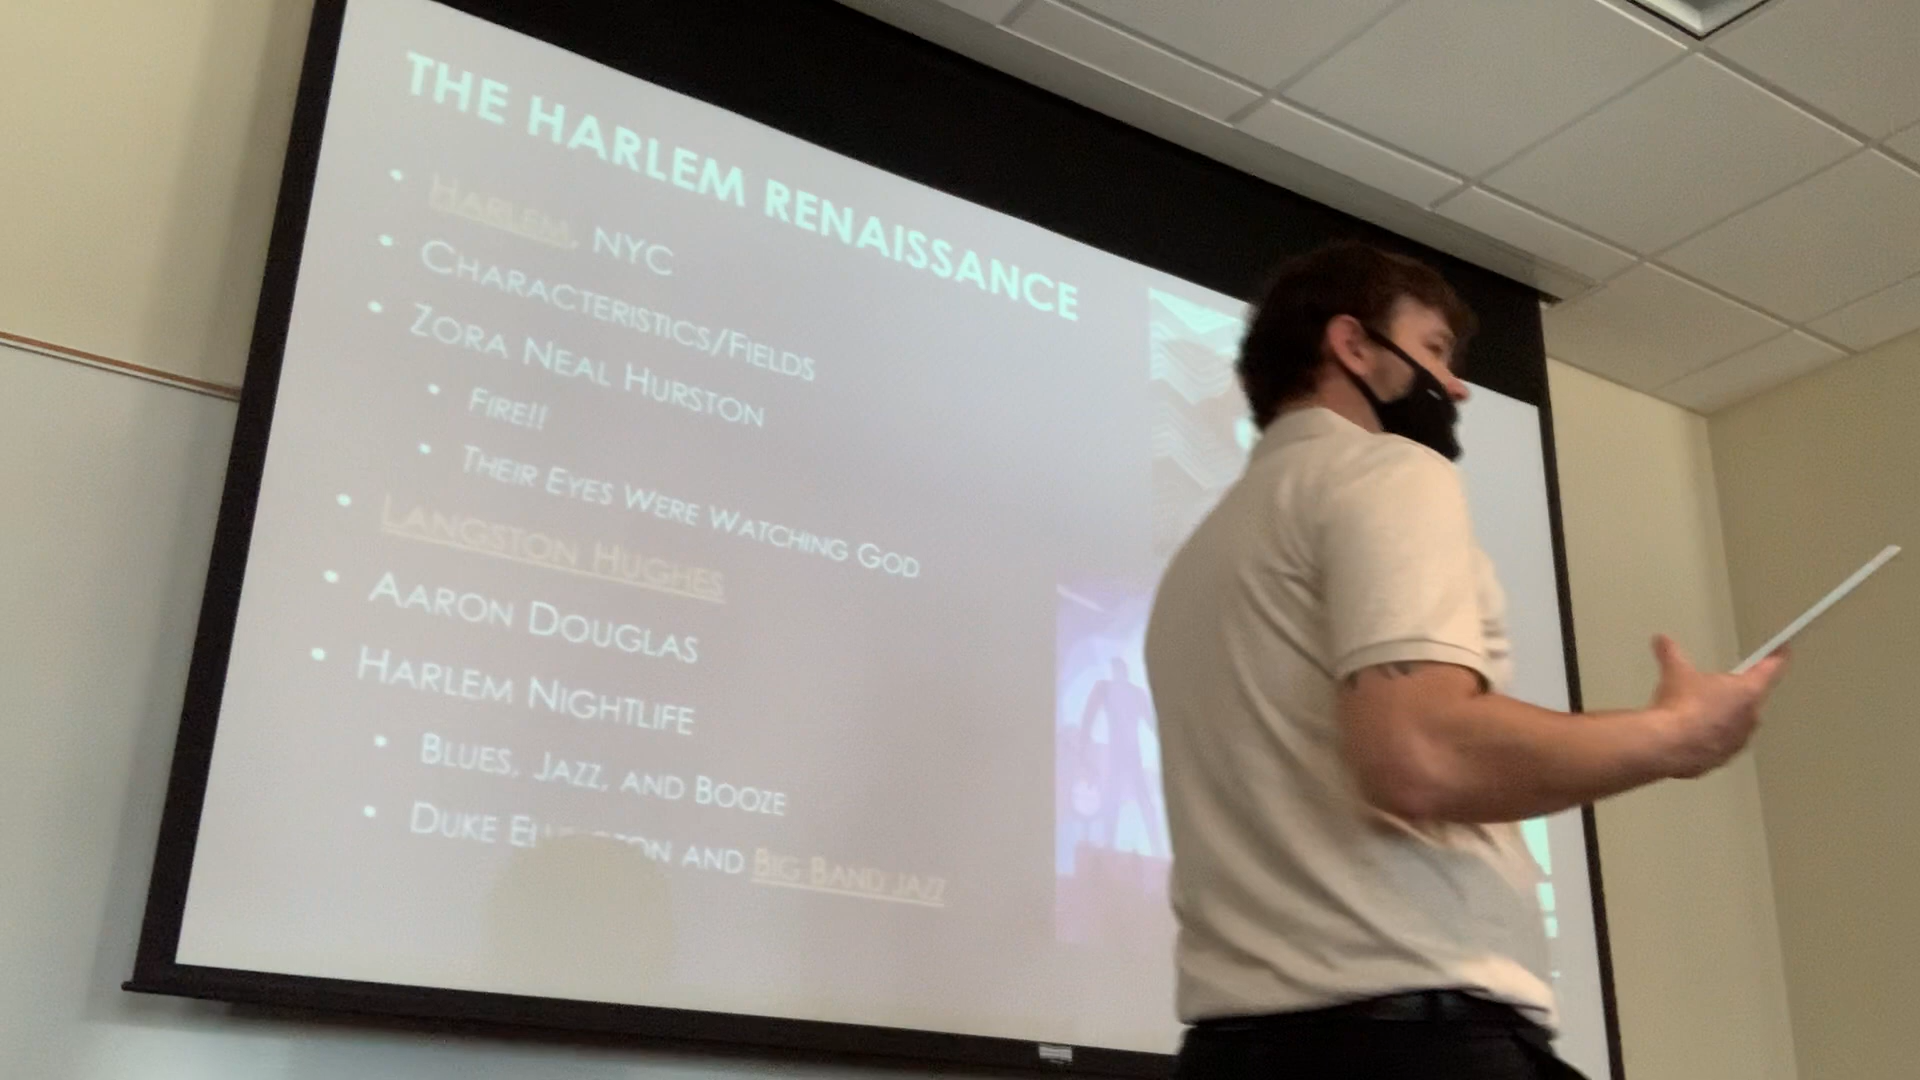 THE HARLEM RENAISSANCE
• HARLEM, NYC
• CHARACTERISTICS/FIELDS
• ZORA NEAL HURSTON
• FIRE!!
• THEIR EYES WERE WATCHING GOD
• LANGSTON HUGHES
• AARON DOUGLAS
• HARLEM NIGHTLIFE
• BLUES, JAZZ, AND BOOZE
• DUKE ELLINGTON AND BIG BAND JAZZ